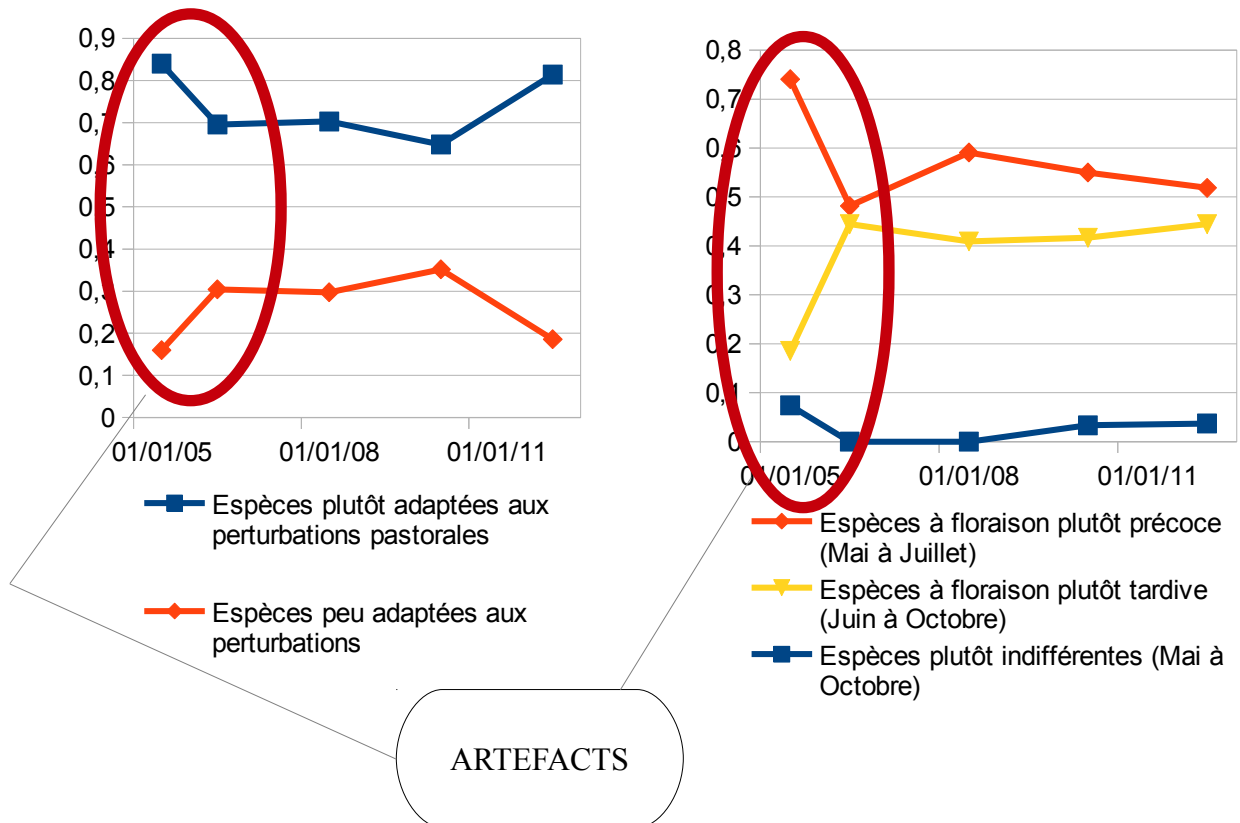 0,9
0,8
0,7
0,6
0,5
0,4
0,3
0,2
0,1
0
01/01/05 01/01/08 01/01/11
Espèces plutôt adaptées aux
perturbations pastorales
Espèces peu adaptées aux
perturbations
0,8
0,7
0,6
0,5
0,4
0,3
0,2
0,1
0
01/01/05 01/01/08 01/01/11
Espèces à floraison plutôt précoce
(Mai à Juillet)
Espèces à floraison plutôt tardive
(Juin à Octobre)
Espèces plutôt indifférentes (Mai à
Octobre)
ARTEFACTS